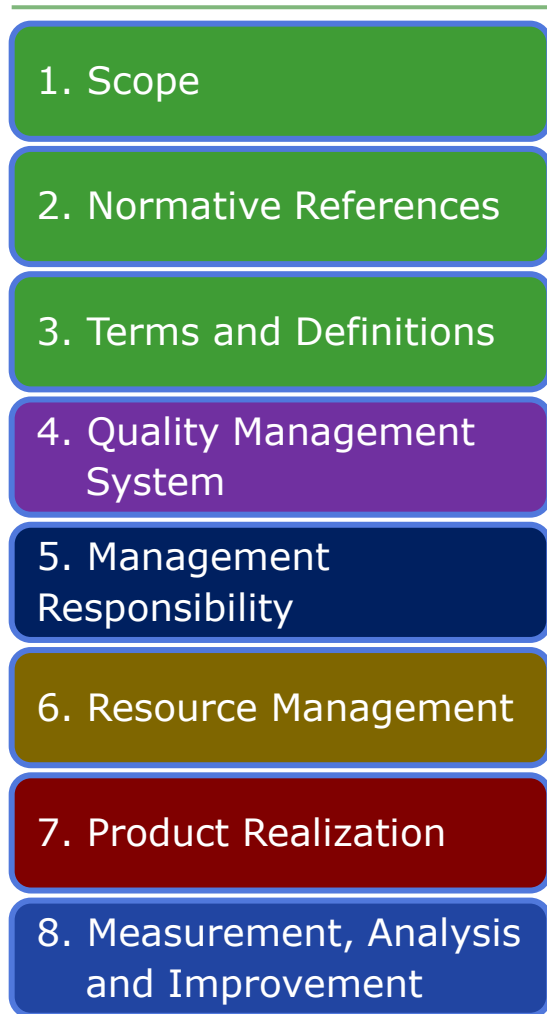 1. Scope
2. Normative References
3. Terms and Definitions
4. Quality Management
System
5. Management
Responsibility
6. Resource Management
7. Product Realization
8. Measurement, Analysis
and Improvement